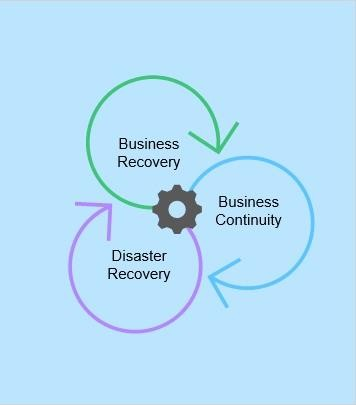 Business
Recovery
Business
Continuity
Disaster
Recovery